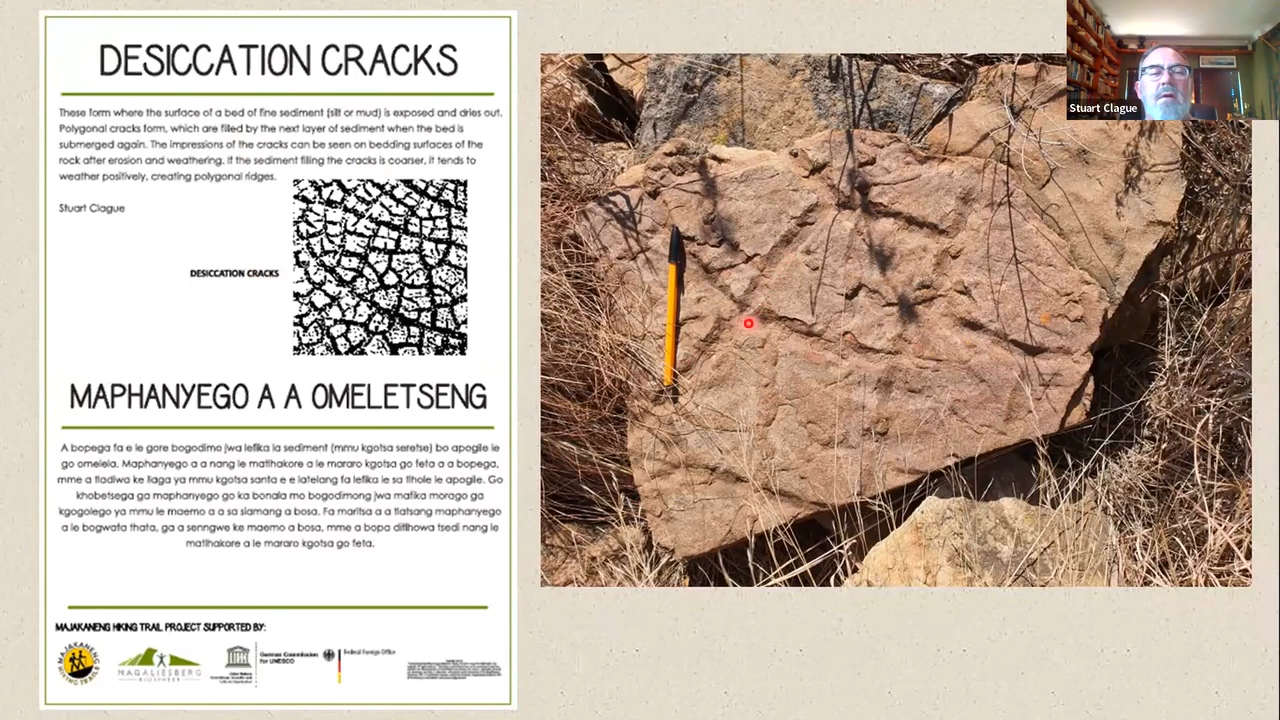 DESICCATION CRACKS
These form where the surface of a bed of fine sediment (silt or mud) is exposed and dries out.
Polygonal cracks form, which are filled by the next layer of sediment when the bed is
submerged again. The impressions of the cracks can be seen on bedding surfaces of the
rock after erosion and weathering. If the sediment filling the cracks is coarser, it tends to
weather positively, creating polygonal ridges.
Stuart Clague
DESICCATION CRACKS
MAPHANYEGO A A OMELETSENG
A bopega fa e le gore bogodimo jwa lefika la sediment (mmu kgotsa seretse) bo apogile le
go omelela. Maphanyego a a nang le matlhakore a le mararo kgotsa go feta a a bopega,
mme a tladiwa ke llaga ya mmu kgotsa santa e e latelang fa lefika le sa tlhole le apogile. Go
khobetsega ga maphanyego go ka bonala mo bogodimong jwa mafika morago ga
kgogolego ya mmu le maemo a a sa siamang a bosa. Fa maritsa a a tlatsang maphanyego
a le bogwata thata, ga a senngwe ke maemo a bosa, mme a bopa ditlhowa tsedi nang le
matlhakore a le mararo kgotsa go feta.
MAJAKANENG HIKING TRAIL PROJECT SUPPORTED BY:
MAJAKANENG HIKING TRAILS
MAGALIESBERG
BIOSPHERE
German Commission
for UNESCO
Federal Foreign Office
Stuart Clague